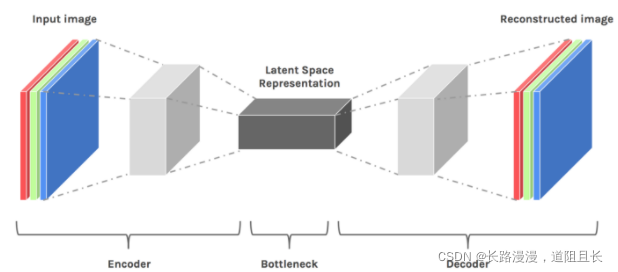 Input image
Reconstructed image
Latent Space
Representation
Encoder
Bottleneck
Decoder
CSDN @长路漫漫，道阻且长